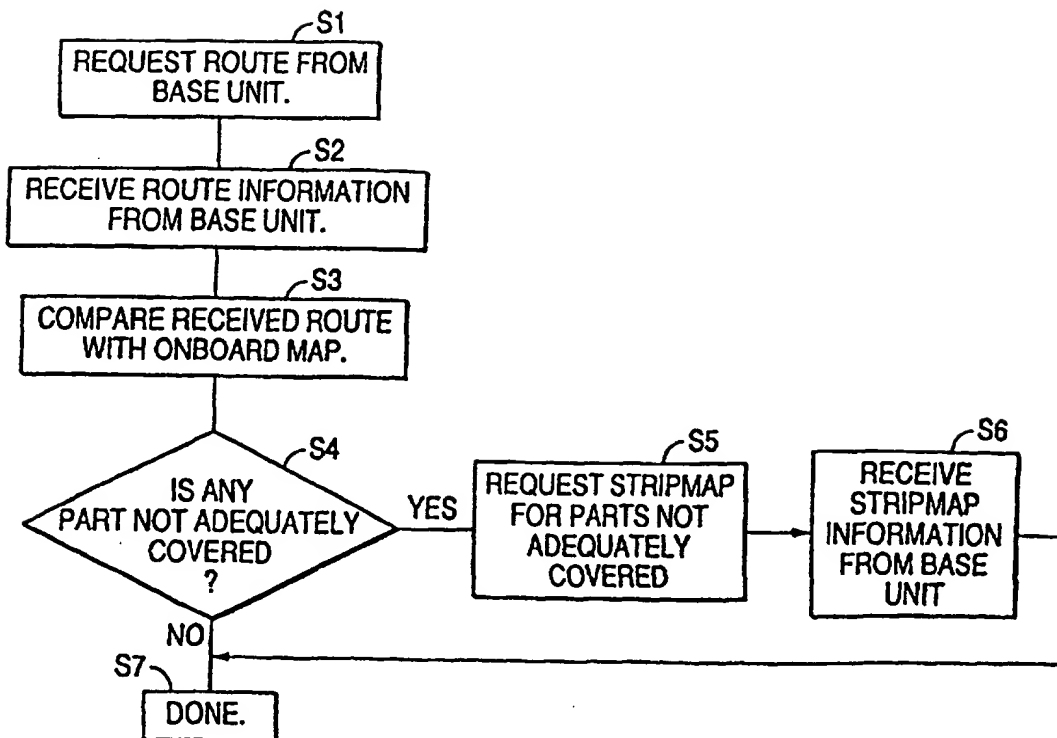 S1
REQUEST ROUTE FROM
BASE UNIT.
S2
RECEIVE ROUTE INFORMATION
FROM BASE UNIT.
S3
COMPARE RECEIVED ROUTE
WITH ONBOARD MAP.
S4
IS ANY
PART NOT ADEQUATELY
COVERED
?
YES
S5
REQUEST STRIPMAP
FOR PARTS NOT
ADEQUATELY
COVERED
S6
RECEIVE
STRIPMAP
INFORMATION
FROM BASE
UNIT
NO
S7
DONE.